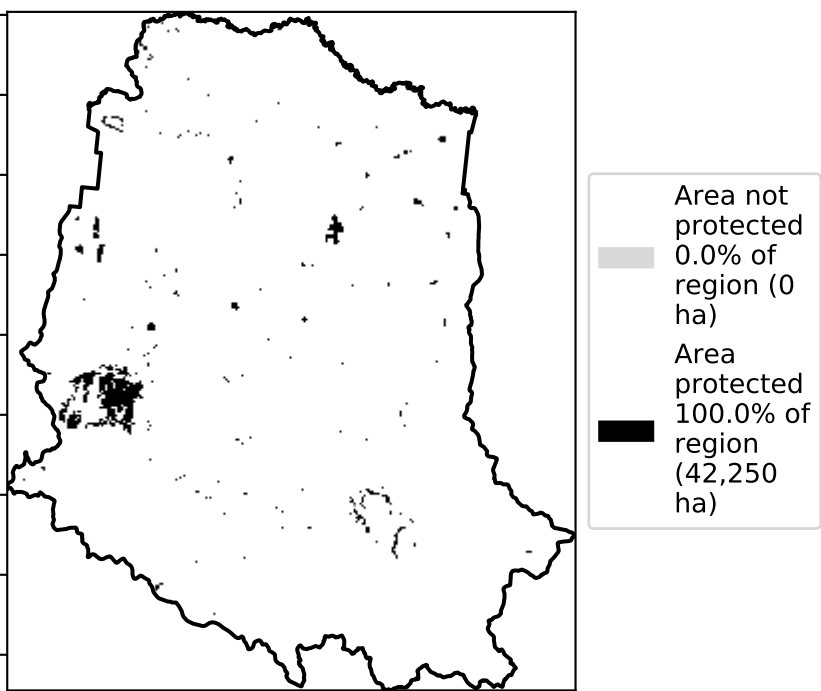 Area not
protected
0.0% of
region (0
ha)
Area
protected
100.0% of
region
(42,250
ha)